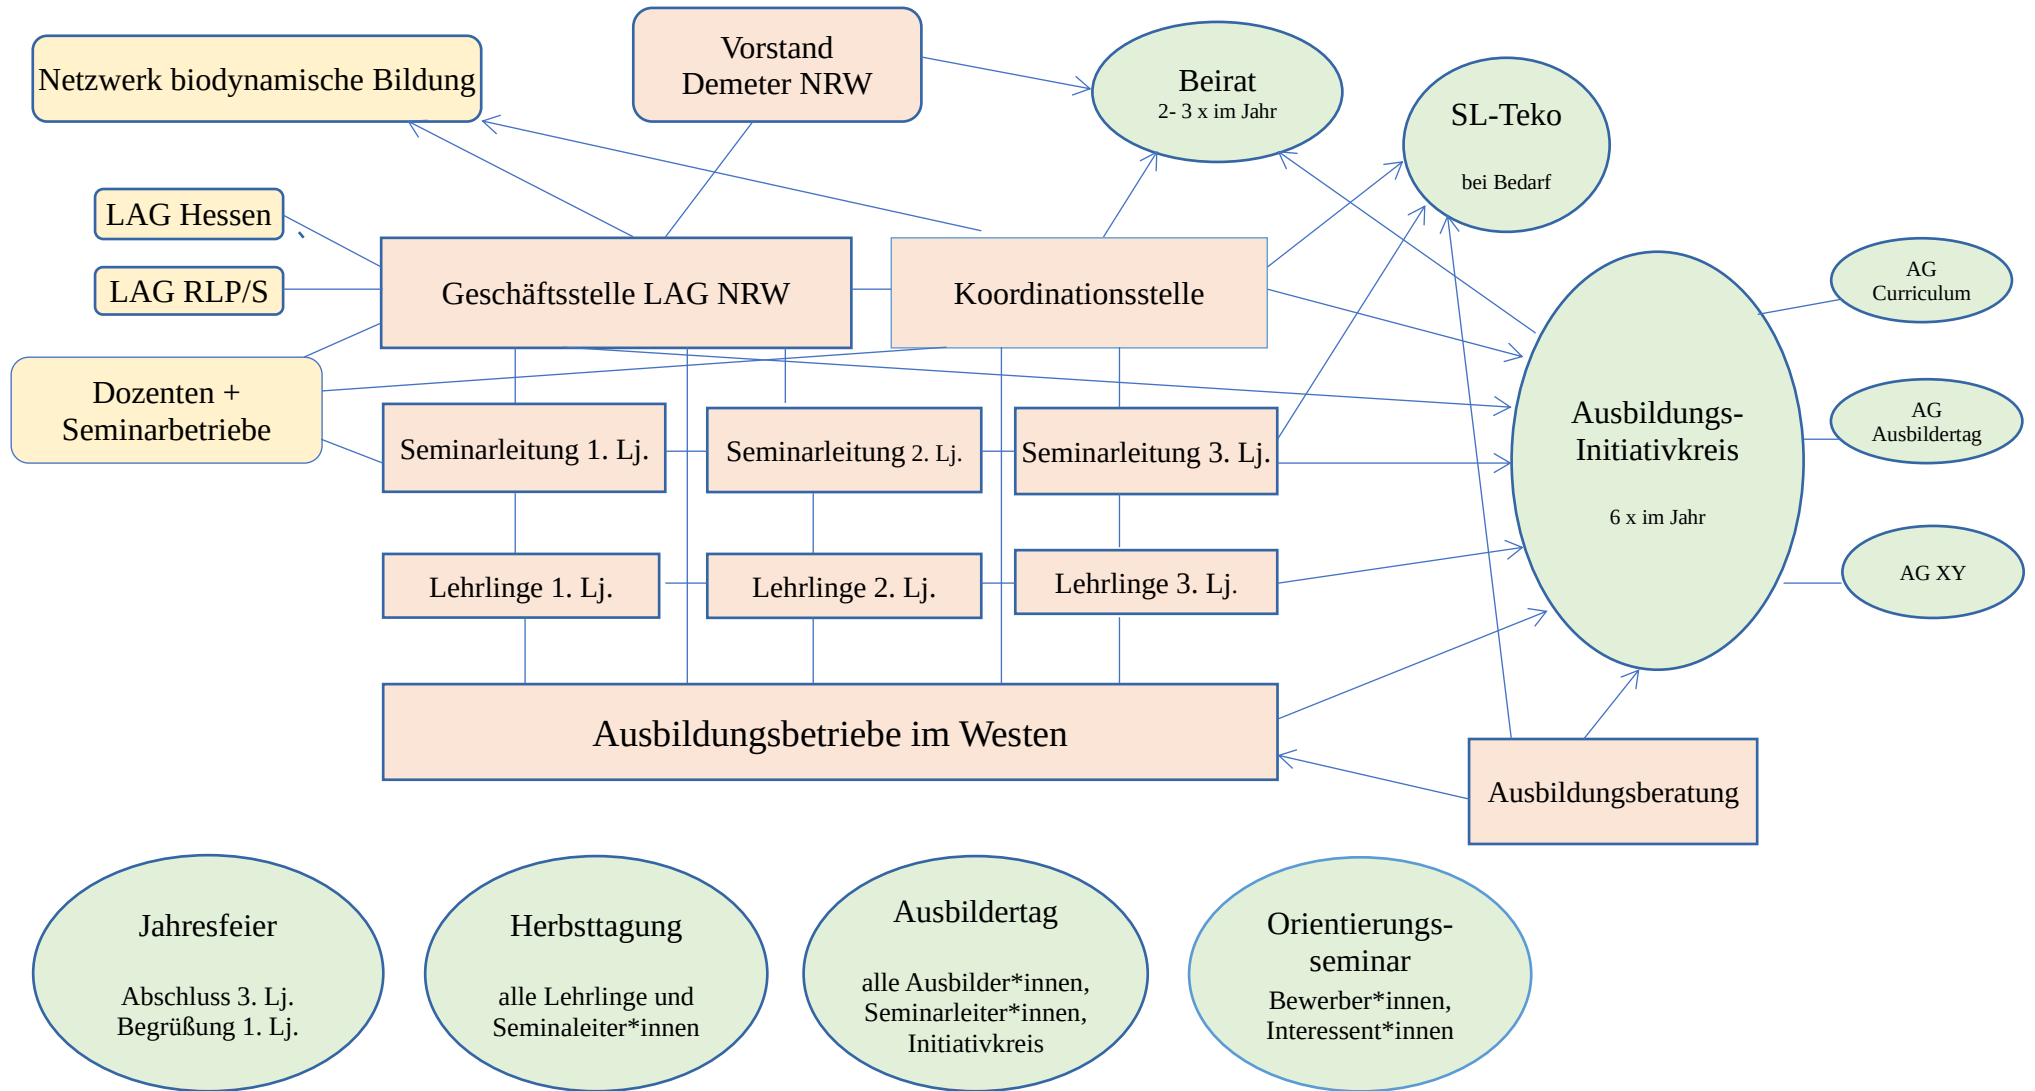 Netzwerk biodynamische Bildung
Vorstand
Demeter NRW
Beirat
2- 3 x im Jahr
SL-Teko
bei Bedarf
LAG Hessen
LAG RLP/S
Geschäftsstelle LAG NRW
Koordinationsstelle
AG
Curriculum
Dozenten +
Seminarbetriebe
Seminarleitung 1. Lj.
Seminarleitung 2. Lj.
Seminarleitung 3. Lj.
Ausbildungs-
Initiativkreis
6 x im Jahr
AG
Ausbildertag
AG XY
Lehrlinge 1. Lj.
Lehrlinge 2. Lj.
Lehrlinge 3. Lj.
Ausbildungsbetriebe im Westen
Ausbildungsberatung
Jahresfeier
Abschluss 3. Lj.
Begrüßung 1. Lj.
Herbsttagung
alle Lehrlinge und
Seminaleiter*innen
Ausbildertag
alle Ausbilder*innen,
Seminarleiter*innen,
Initiativkreis
Orientierungs-
seminar
Bewerber*innen,
Interessent*innen